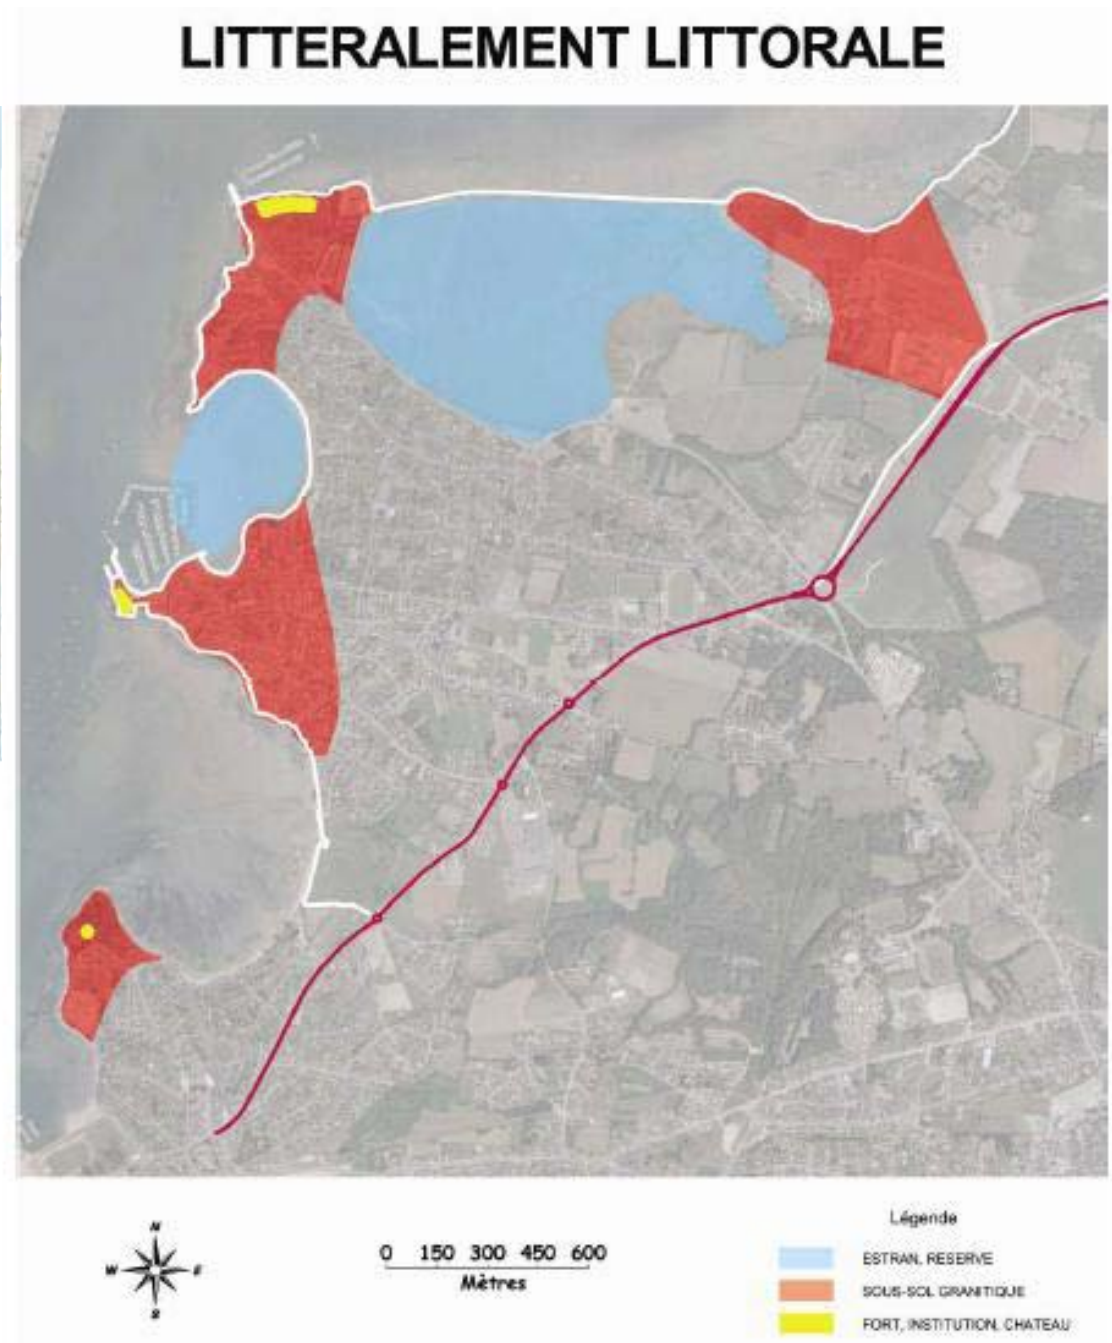 LITTERALEMENT LITTORALE
N
W E
S
0 150 300 450 600
Mètres
Légende
ESTRAN, RESERVE
SOUS-SOL GRANITIQUE
FORT, INSTITUTION, CHATEAU